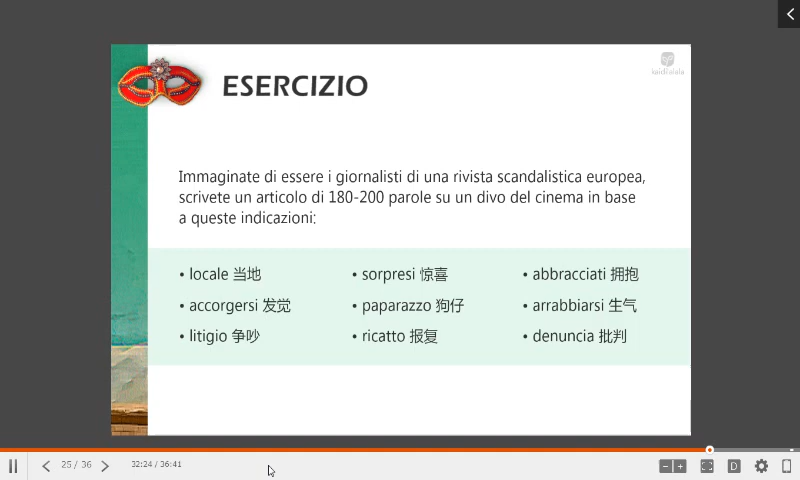 ESERCIZIO
kaidilalala
Immaginate di essere i giornalisti di una rivista scandalistica europea,
scrivete un articolo di 180-200 parole su un divo del cinema in base
a queste indicazioni:
• locale 当地
• sorpresi 惊喜
• abbracciati 拥抱
• accorgersi 发觉
• paparazzo 狗仔
• arrabbiarsi 生气
• litigio 争吵
• ricatto 报复
• denuncia 批判
25 / 36
32:24 / 36:41
D